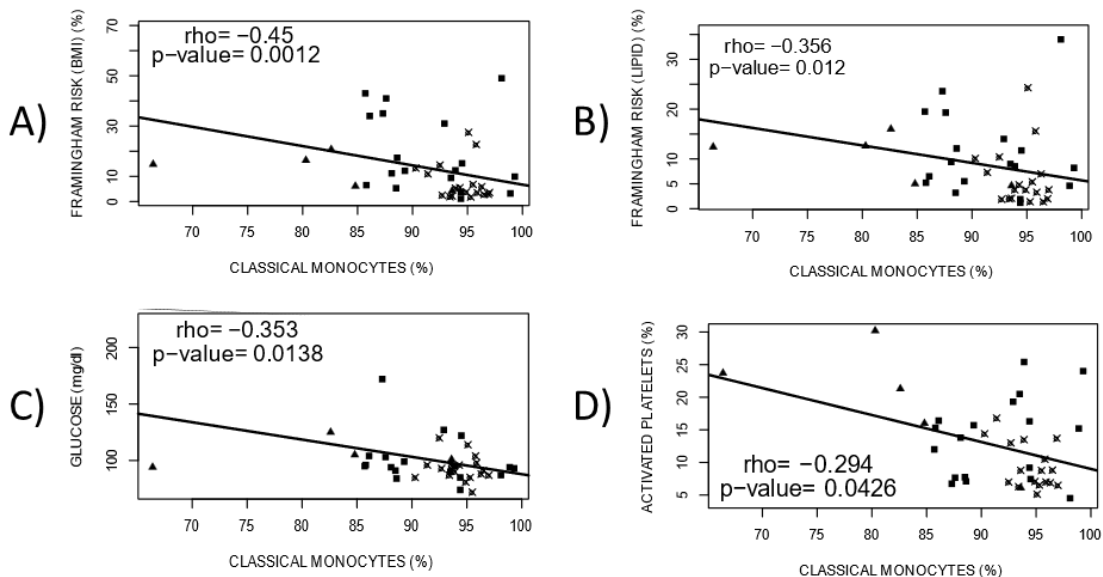 A)
FRAMINGHAM RISK (BMI) (%)
70
50
30
10
0
rho= −0.45
p−value= 0.0012
70 75 80 85 90 95 100
CLASSICAL MONOCYTES (%)
B)
FRAMINGHAM RISK (LIPID) (%)
30
20
10
5
0
rho= −0.356
p−value= 0.012
70 75 80 85 90 95 100
CLASSICAL MONOCYTES (%)
C)
GLUCOSE (mg/dl)
200
150
100
rho= −0.353
p−value= 0.0138
70 75 80 85 90 95 100
CLASSICAL MONOCYTES (%)
D)
ACTIVATED PLATELETS (%)
30
25
20
15
10
5
rho= −0.294
p−value= 0.0426
70 75 80 85 90 95 100
CLASSICAL MONOCYTES (%)